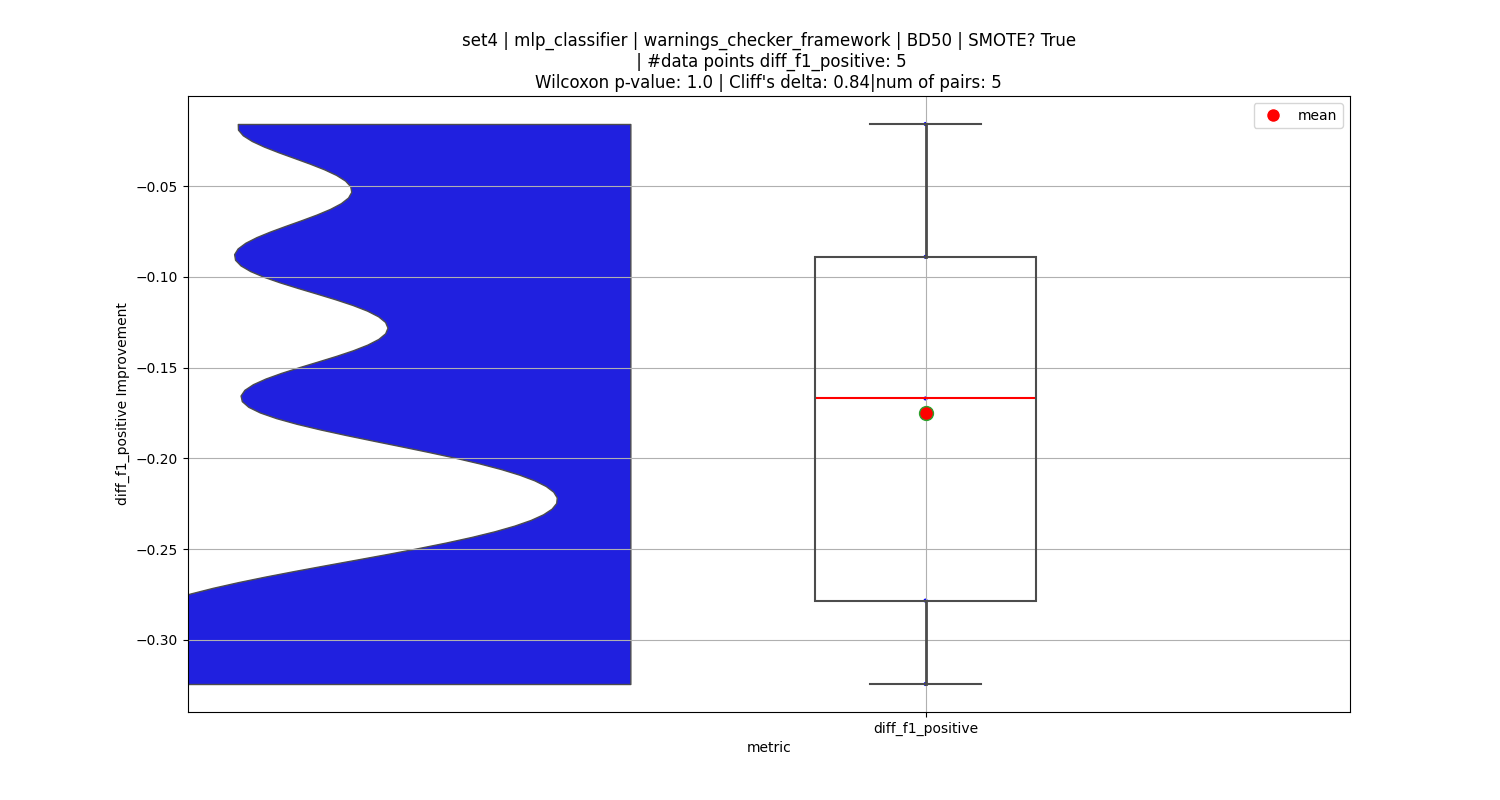 set4 | mlp_classifier | warnings_checker_framework | BD50 | SMOTE? True
| #data points diff_f1_positive: 5
Wilcoxon p-value: 1.0 | Cliff's delta: 0.84|num of pairs: 5
mean
−0.05
−0.10
−0.15
−0.20
−0.25
−0.30
diff_f1_positive Improvement
diff_f1_positive
metric